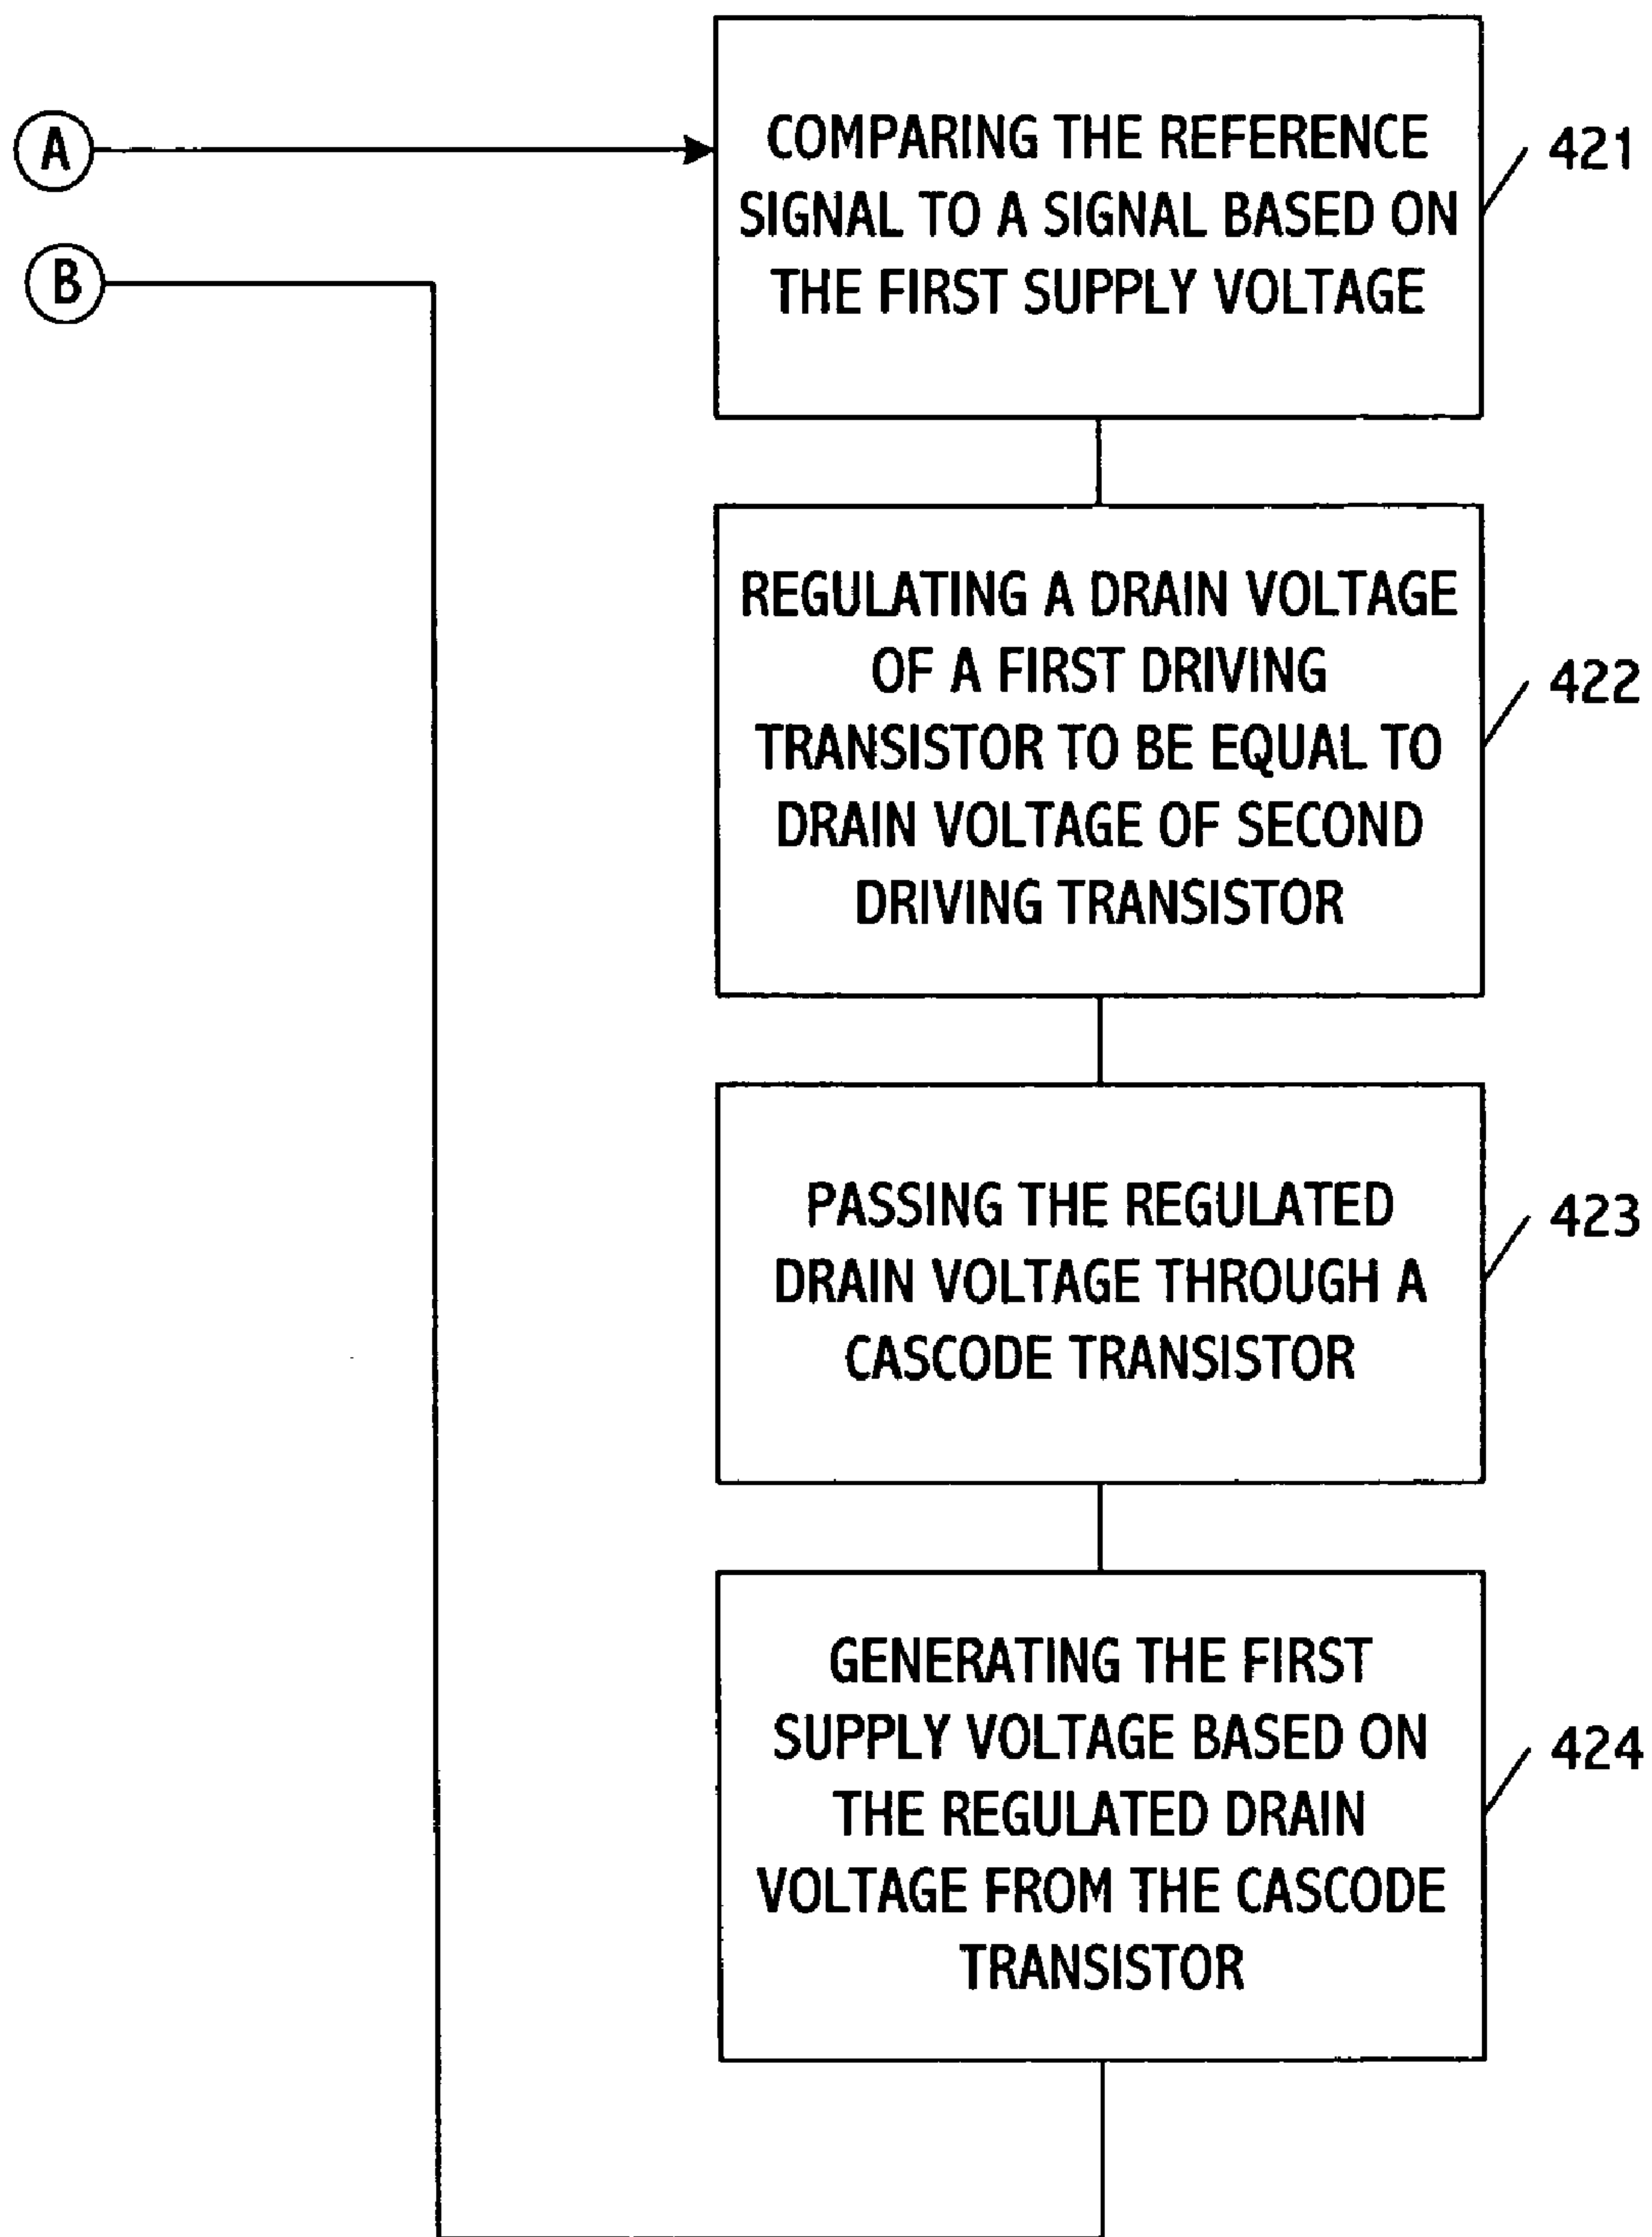 A
COMPARING THE REFERENCE
SIGNAL TO A SIGNAL BASED ON
THE FIRST SUPPLY VOLTAGE
421
B
REGULATING A DRAIN VOLTAGE
OF A FIRST DRIVING
TRANSISTOR TO BE EQUAL TO
DRAIN VOLTAGE OF SECOND
DRIVING TRANSISTOR
422
PASSING THE REGULATED
DRAIN VOLTAGE THROUGH A
CASCODE TRANSISTOR
423
GENERATING THE FIRST
SUPPLY VOLTAGE BASED ON
THE REGULATED DRAIN
VOLTAGE FROM THE CASCODE
TRANSISTOR
424